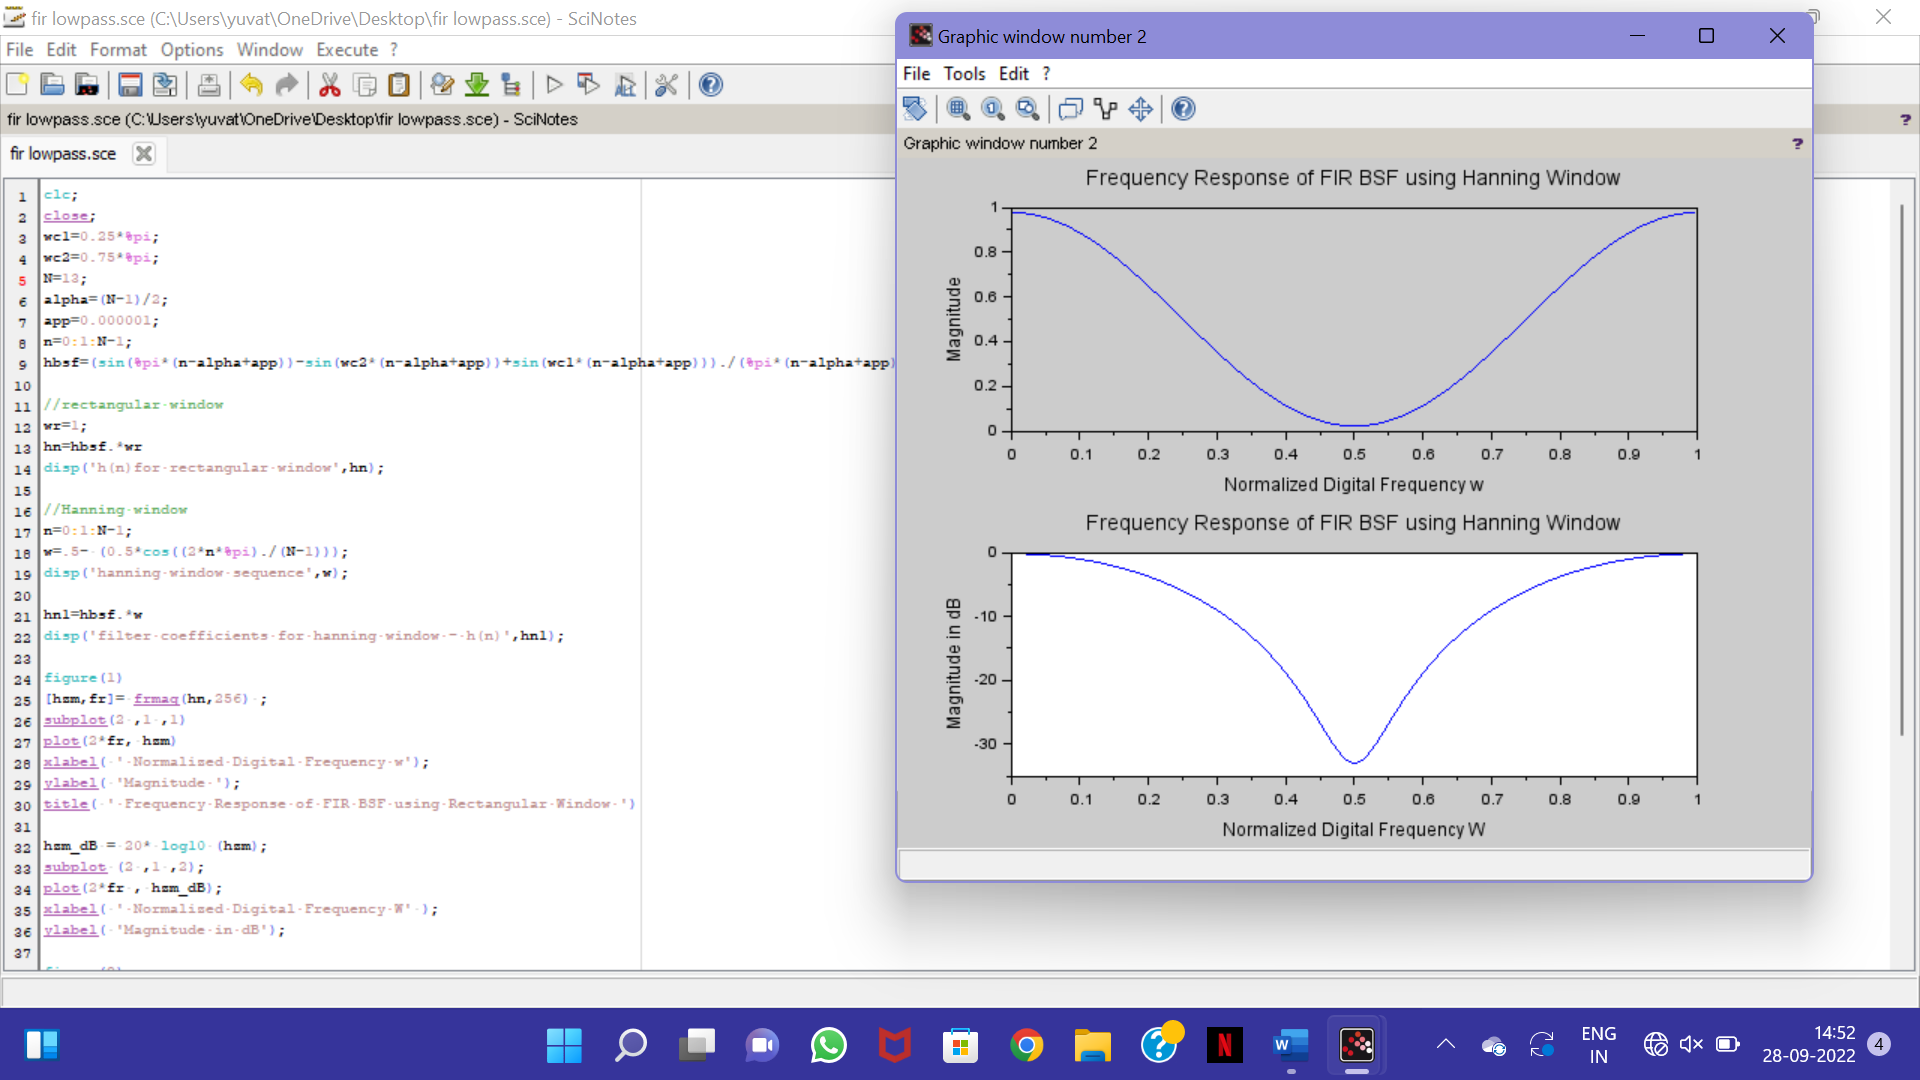 fir lowpass.sce (C:\Users\yuvat\OneDrive\Desktop\fir lowpass.sce) - SciNotes
File Edit Format Options Window Execute ?
fir lowpass.sce (C:\Users\yuvat\OneDrive\Desktop\fir lowpass.sce) - SciNotes
?
fir lowpass.sce
1 clc;
2 close;
3 wc1=0.25*%pi;
4 wc2=0.75*%pi;
5 N=13;
6 alpha=(N-1)/2;
7 app=0.000001;
8 n=0:1:N-1;
9 hbsf=(sin(%pi*(n-alpha+app))-sin(wc2*(n-alpha+app))+sin(wc1*(n-alpha+app)))./(%pi*(n-alpha+app)
10
11 //rectangular window
12 wr=1;
13 hn=hbsf.*wr
14 disp('h(n)for rectangular window',hn);
15
16 //Hanning window
17 n=0:1:N-1;
18 w=.5- (0.5*cos((2*n*%pi)./(N-1)));
19 disp('hanning window sequence',w);
20
21 hn1=hbsf.*w
22 disp('filter coefficients for hanning window - h(n)',hn1);
23
24 figure(1)
25 [hzm,fr]= frmag(hn,256) ;
26 subplot(2 ,1 ,1)
27 plot(2*fr, hzm)
28 xlabel( ' Normalized Digital Frequency w');
29 ylabel( 'Magnitude ');
30 title( ' Frequency Response of FIR BSF using Rectangular Window ')
31
32 hzm_dB = 20* log10 (hzm);
33 subplot (2 ,1 ,2);
34 plot(2*fr , hzm_dB);
35 xlabel( ' Normalized Digital Frequency W' );
36 ylabel( 'Magnitude in dB');
37
Graphic window number 2
File Tools Edit ?
Graphic window number 2
?
Frequency Response of FIR BSF using Hanning Window
Magnitude
1
0.8
0.6
0.4
0.2
0
0 0.1 0.2 0.3 0.4 0.5 0.6 0.7 0.8 0.9 1
Normalized Digital Frequency w
Frequency Response of FIR BSF using Hanning Window
Magnitude in dB
0
-10
-20
-30
0 0.1 0.2 0.3 0.4 0.5 0.6 0.7 0.8 0.9 1
Normalized Digital Frequency W
ENG
IN
14:52
28-09-2022
4